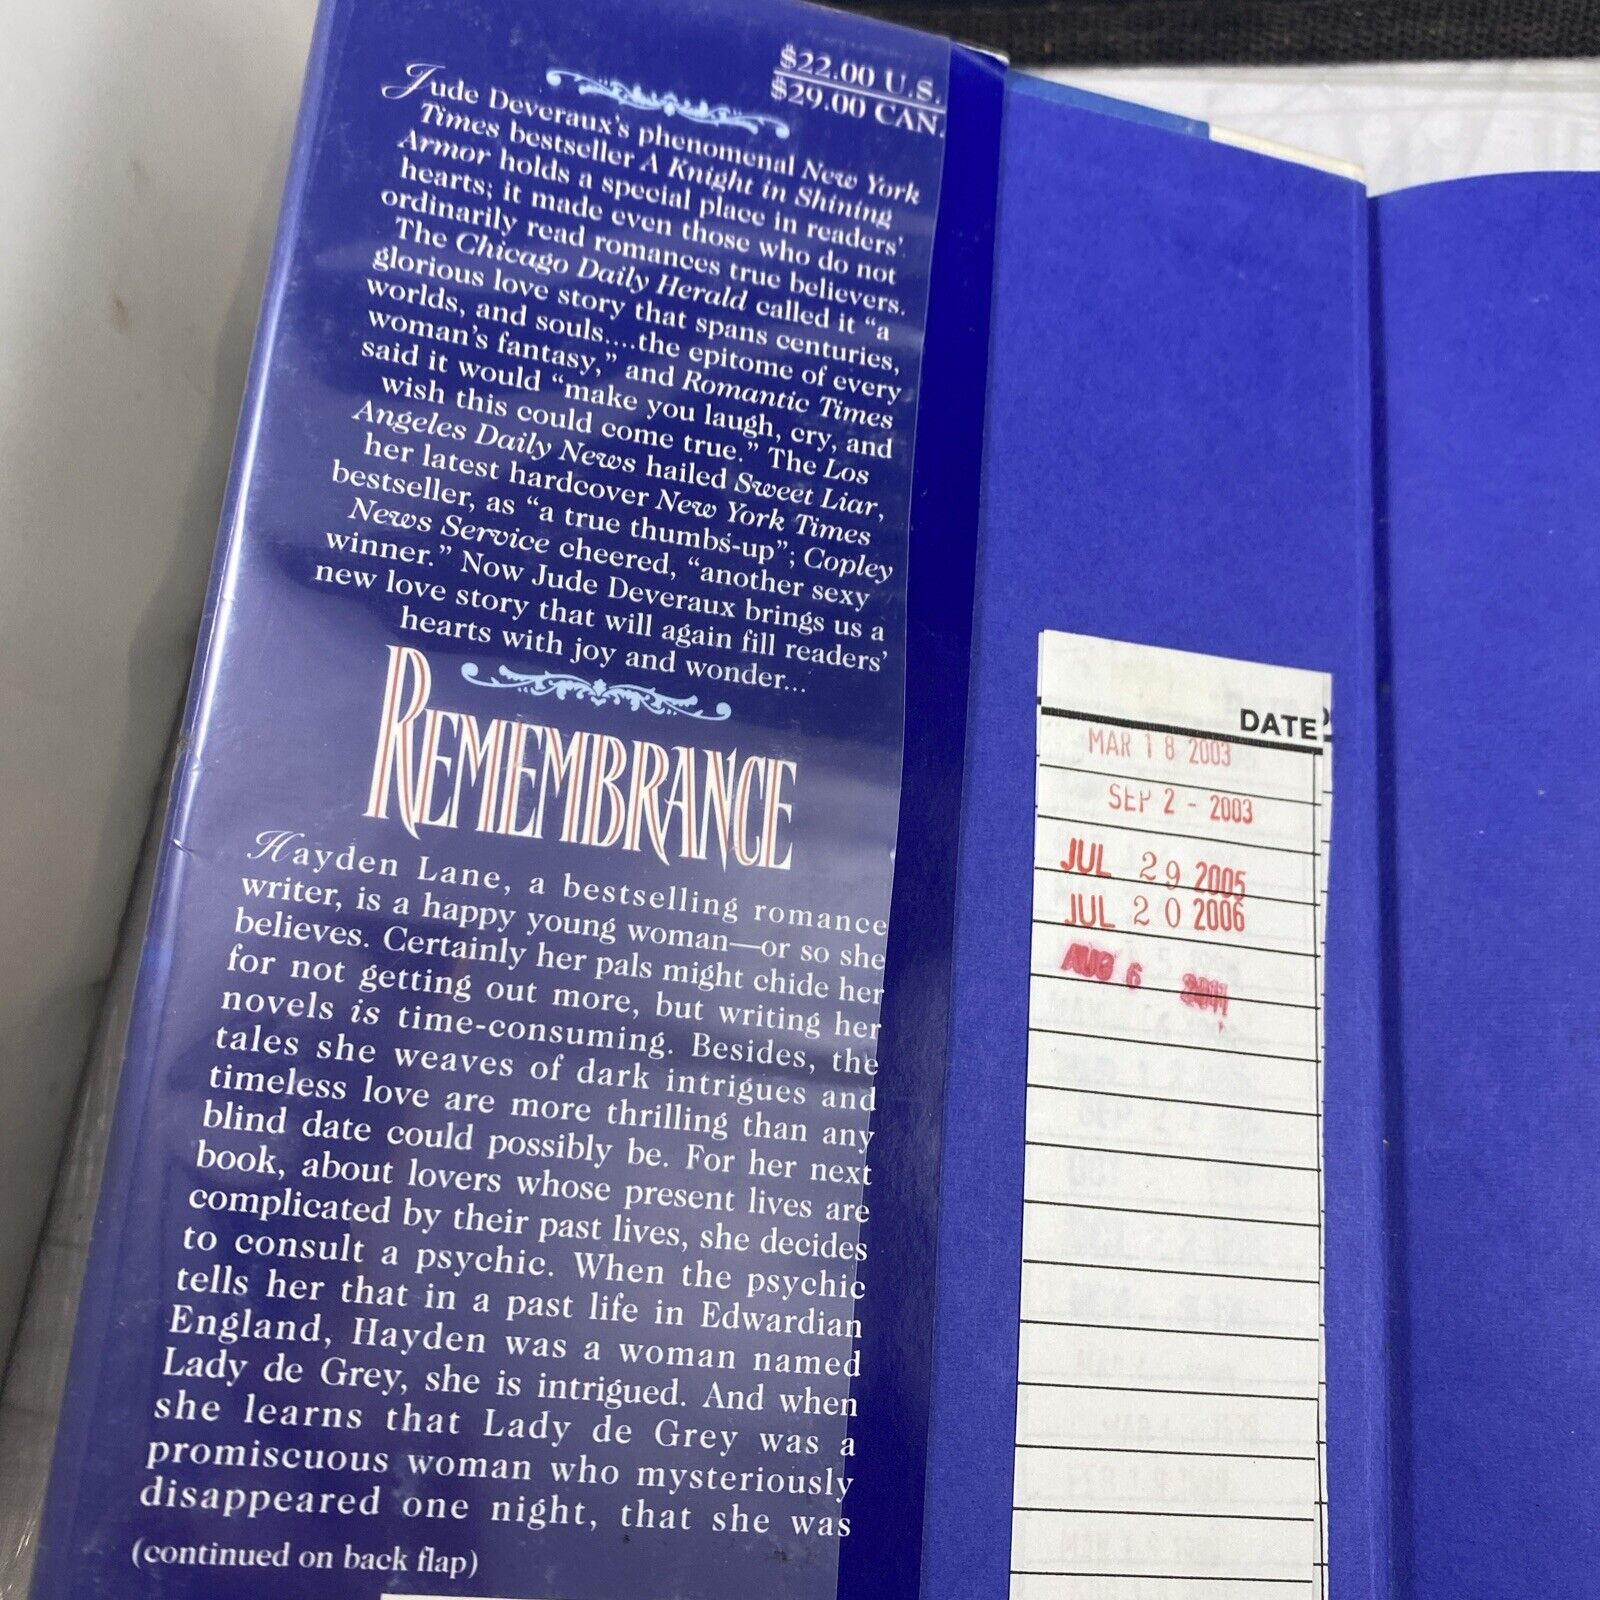 $22.00 U.S.
$29.00 CAN.
Jude Deveraux's phenomenal New York
Times bestseller A Knight in Shining
Armor holds a special place in readers'
hearts; it made even those who do not
ordinarily read romances true believers.
The Chicago Daily Herald called it “a
glorious love story that spans centuries,
worlds, and souls....the epitome of every
woman's fantasy,” and Romantic Times
said it would “make you laugh, cry, and
wish this could come true.” The Los
Angeles Daily News hailed Sweet Liar,
her latest hardcover New York Times
bestseller, as “a true thumbs-up”; Copley
News Service cheered, “another sexy
winner.” Now Jude Deveraux brings us a
new love story that will again fill readers'
hearts with joy and wonder...
REMEMBRANCE
Hayden Lane, a bestselling romance
writer, is a happy young woman—or so she
believes. Certainly her pals might chide her
for not getting out more, but writing her
novels is time-consuming. Besides, the
tales she weaves of dark intrigues and
timeless love are more thrilling than any
blind date could possibly be. For her next
book, about lovers whose present lives are
complicated by their past lives, she decides
to consult a psychic. When the psychic
tells her that in a past life in Edwardian
England, Hayden was a woman named
Lady de Grey, she is intrigued. And when
she learns that Lady de Grey was a
promiscuous woman who mysteriously
disappeared one night, that she was
(continued on back flap)
DATE
MAR 18 2003
SEP 2 - 2003
JUL 29 2005
JUL 20 2006
AUG 6